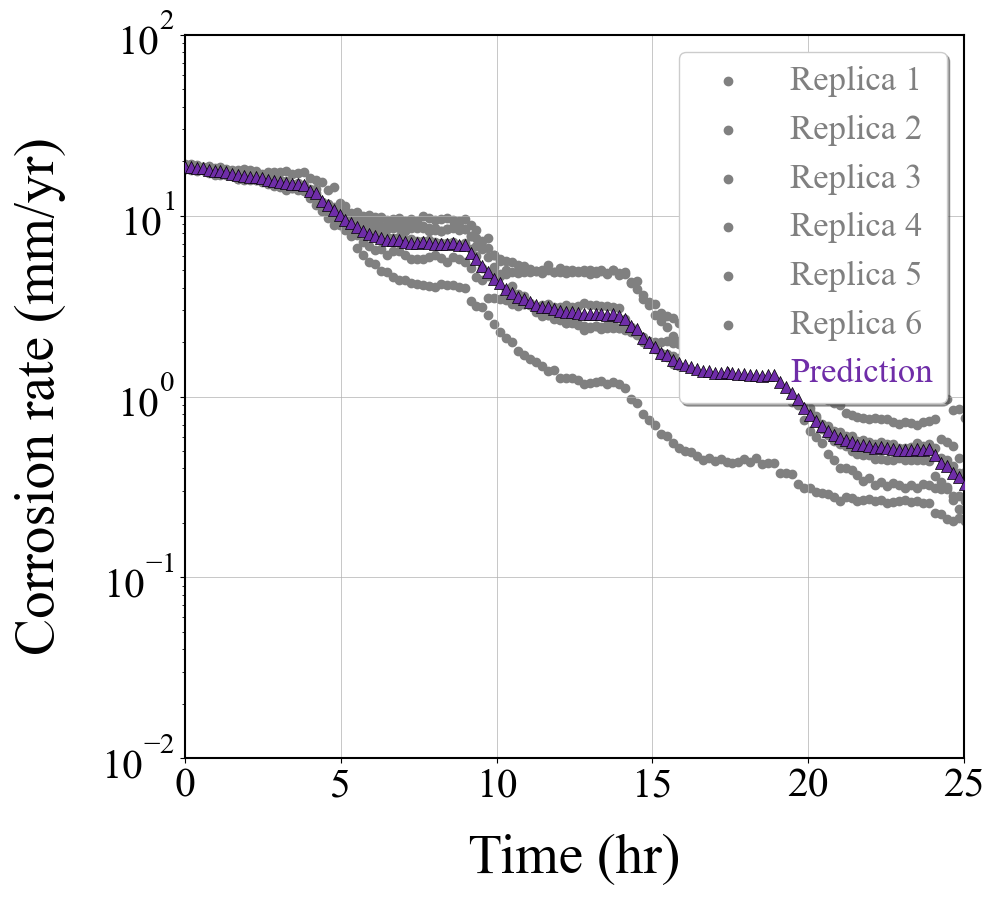 10^2
10^1
10^0
10^−1
10^−2
Corrosion rate (mm/yr)
Replica 1
Replica 2
Replica 3
Replica 4
Replica 5
Replica 6
Prediction
0 5 10 15 20 25
Time (hr)